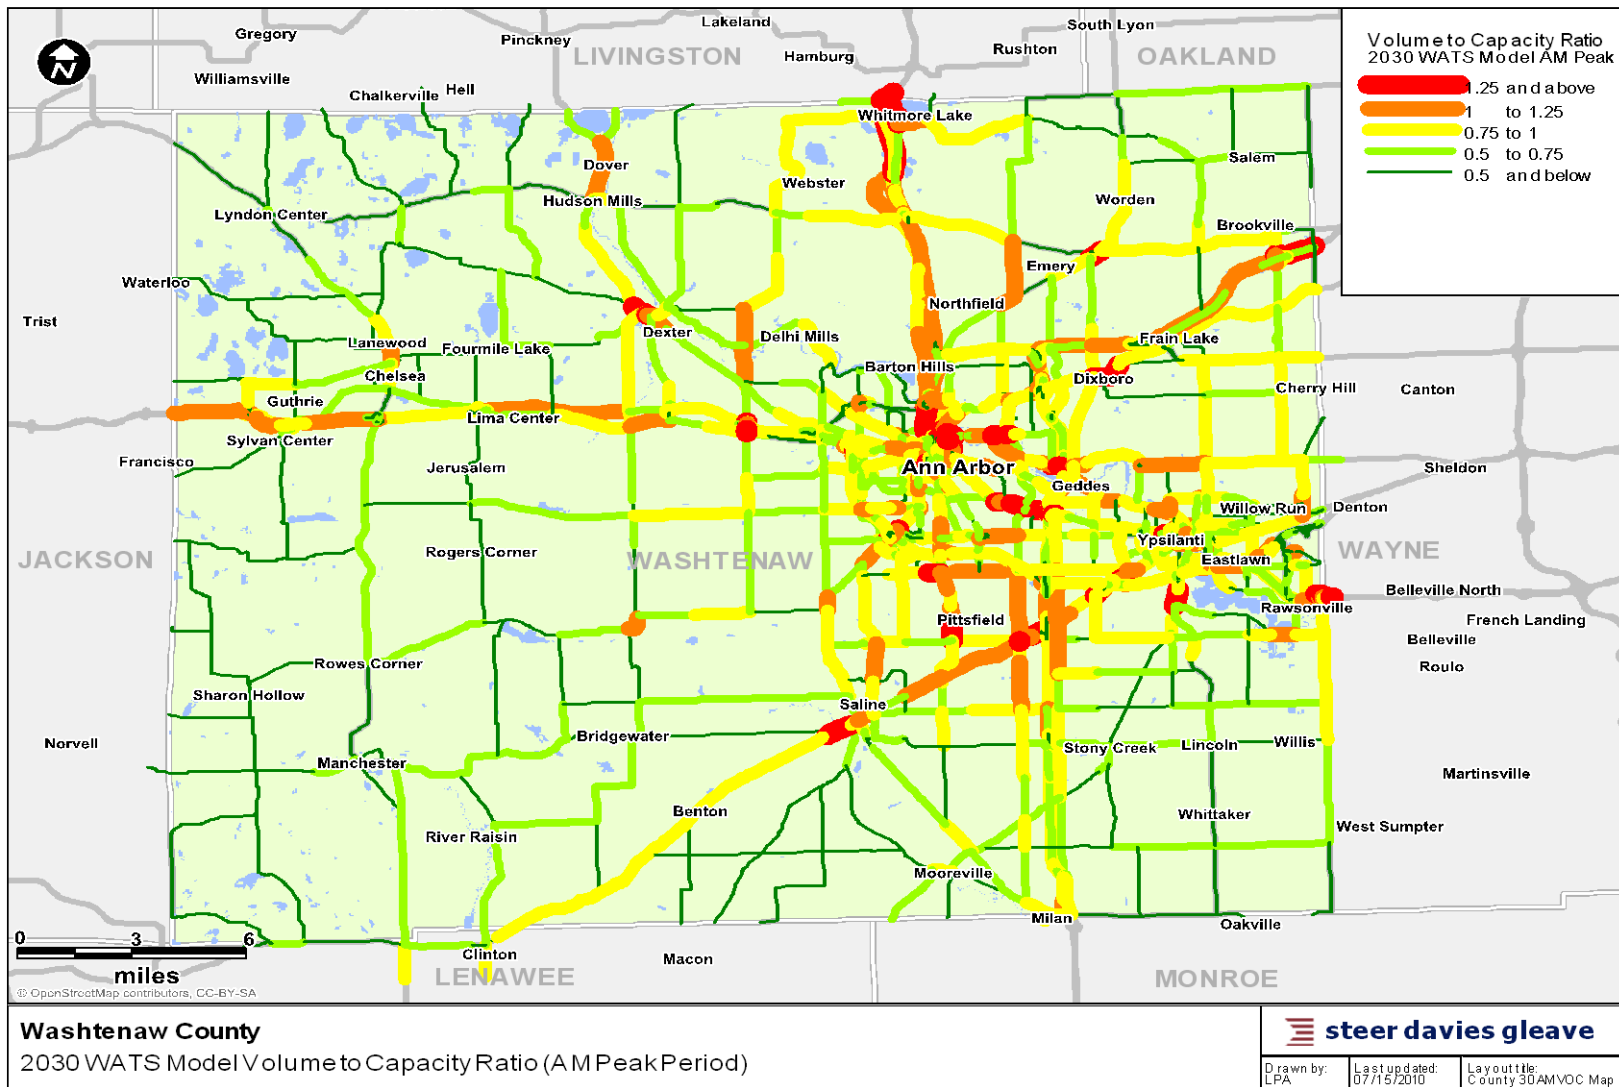 Lakeland
South Lyon
Gregory
Pinckney
LIVINGSTON
Hamburg
Rushton
OAKLAND
Volume to Capacity Ratio
2030 WATS Model AM Peak
1.25 and above
1 to 1.25
0.75 to 1
0.5 to 0.75
0.5 and below
N
Williamsville
Chalkerville
Hell
Whitmore Lake
Dover
Webster
Salem
Hudson Mills
Worden
Lyndon Center
Brookville
Emery
Waterloo
Northfield
Trist
Dexter
Delhi Mills
Frain Lake
Lanewood
Fourmile Lake
Chelsea
Barton Hills
Dixboro
Cherry Hill
Canton
Guthrie
Lima Center
Sylvan Center
Francisco
Jerusalem
Ann Arbor
Sheldon
Geddes
Willow Run
Denton
JACKSON
Rogers Corner
WASHTENAW
Ypsilanti
WAYNE
Eastlawn
Belleville North
Rawsonville
Pittsfield
French Landing
Belleville
Rowes Corner
Roulo
Sharon Hollow
Saline
Norvell
Bridgewater
Stony Creek
Lincoln
Willis
Manchester
Martinsville
Benton
Whittaker
River Raisin
West Sumpter
Mooreville
Milan
Oakville
0 3 6
miles
Clinton
LENAWEE
Macon
MONROE
© OpenStreetMap contributors, CC-BY-SA
Washtenaw County
2030 WATS Model Volume to Capacity Ratio (AM Peak Period)
steer davies gleave
Drawn by:
LPA
Last updated:
07/15/2010
Layout title:
County 30AMVOC Map